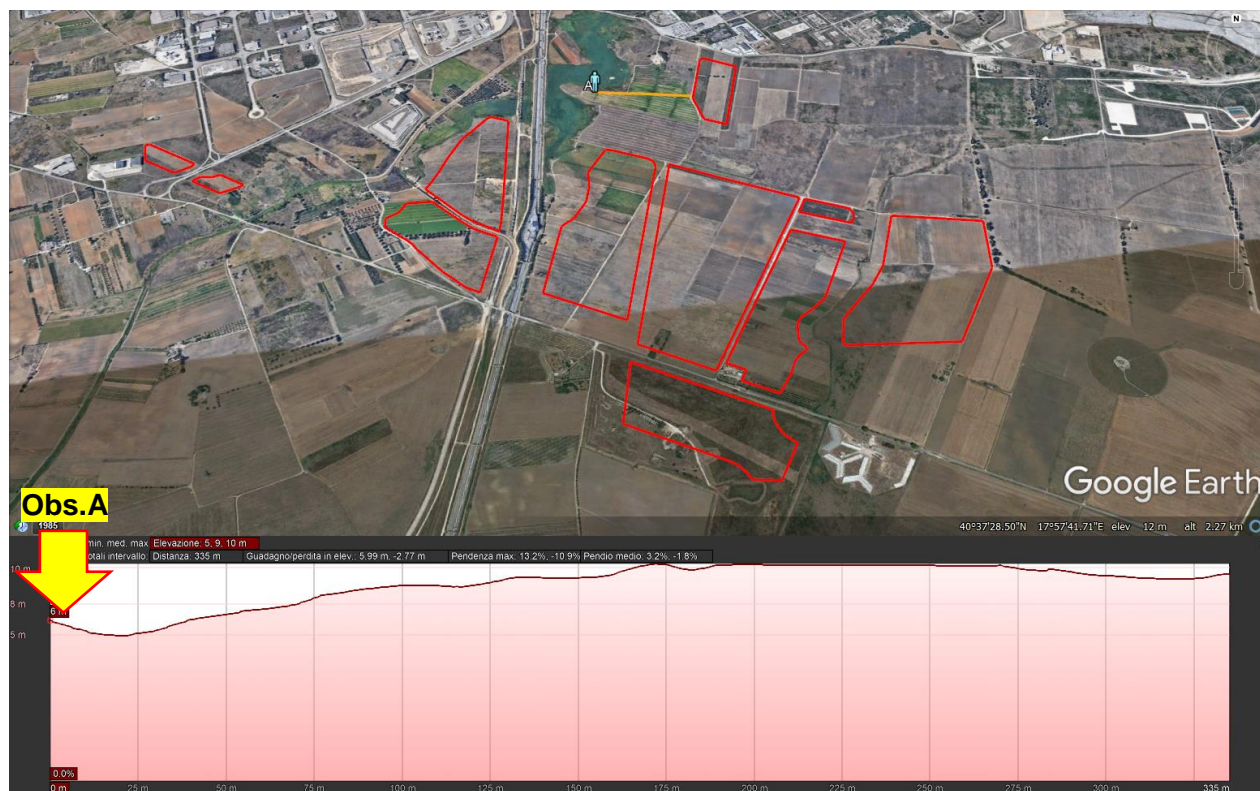 N
A
Google Earth
Obs.A
1985
40°37'28.50"N 17°57'41.71"E elev 12 m alt 2.27 km
min, med, max Elevazione: 5, 9, 10 m
otali intervallo: Distanza: 335 m Guadagno/perdita in elev.: 5,99 m, -2.77 m Pendenza max: 13.2%, -10.9% Pendio medio: 3,2%, -1.8%
10 m
8 m
6 m
5 m
0.0%
0 m 25 m 50 m 75 m 100 m 125 m 150 m 175 m 200 m 225 m 250 m 275 m 300 m 335 m